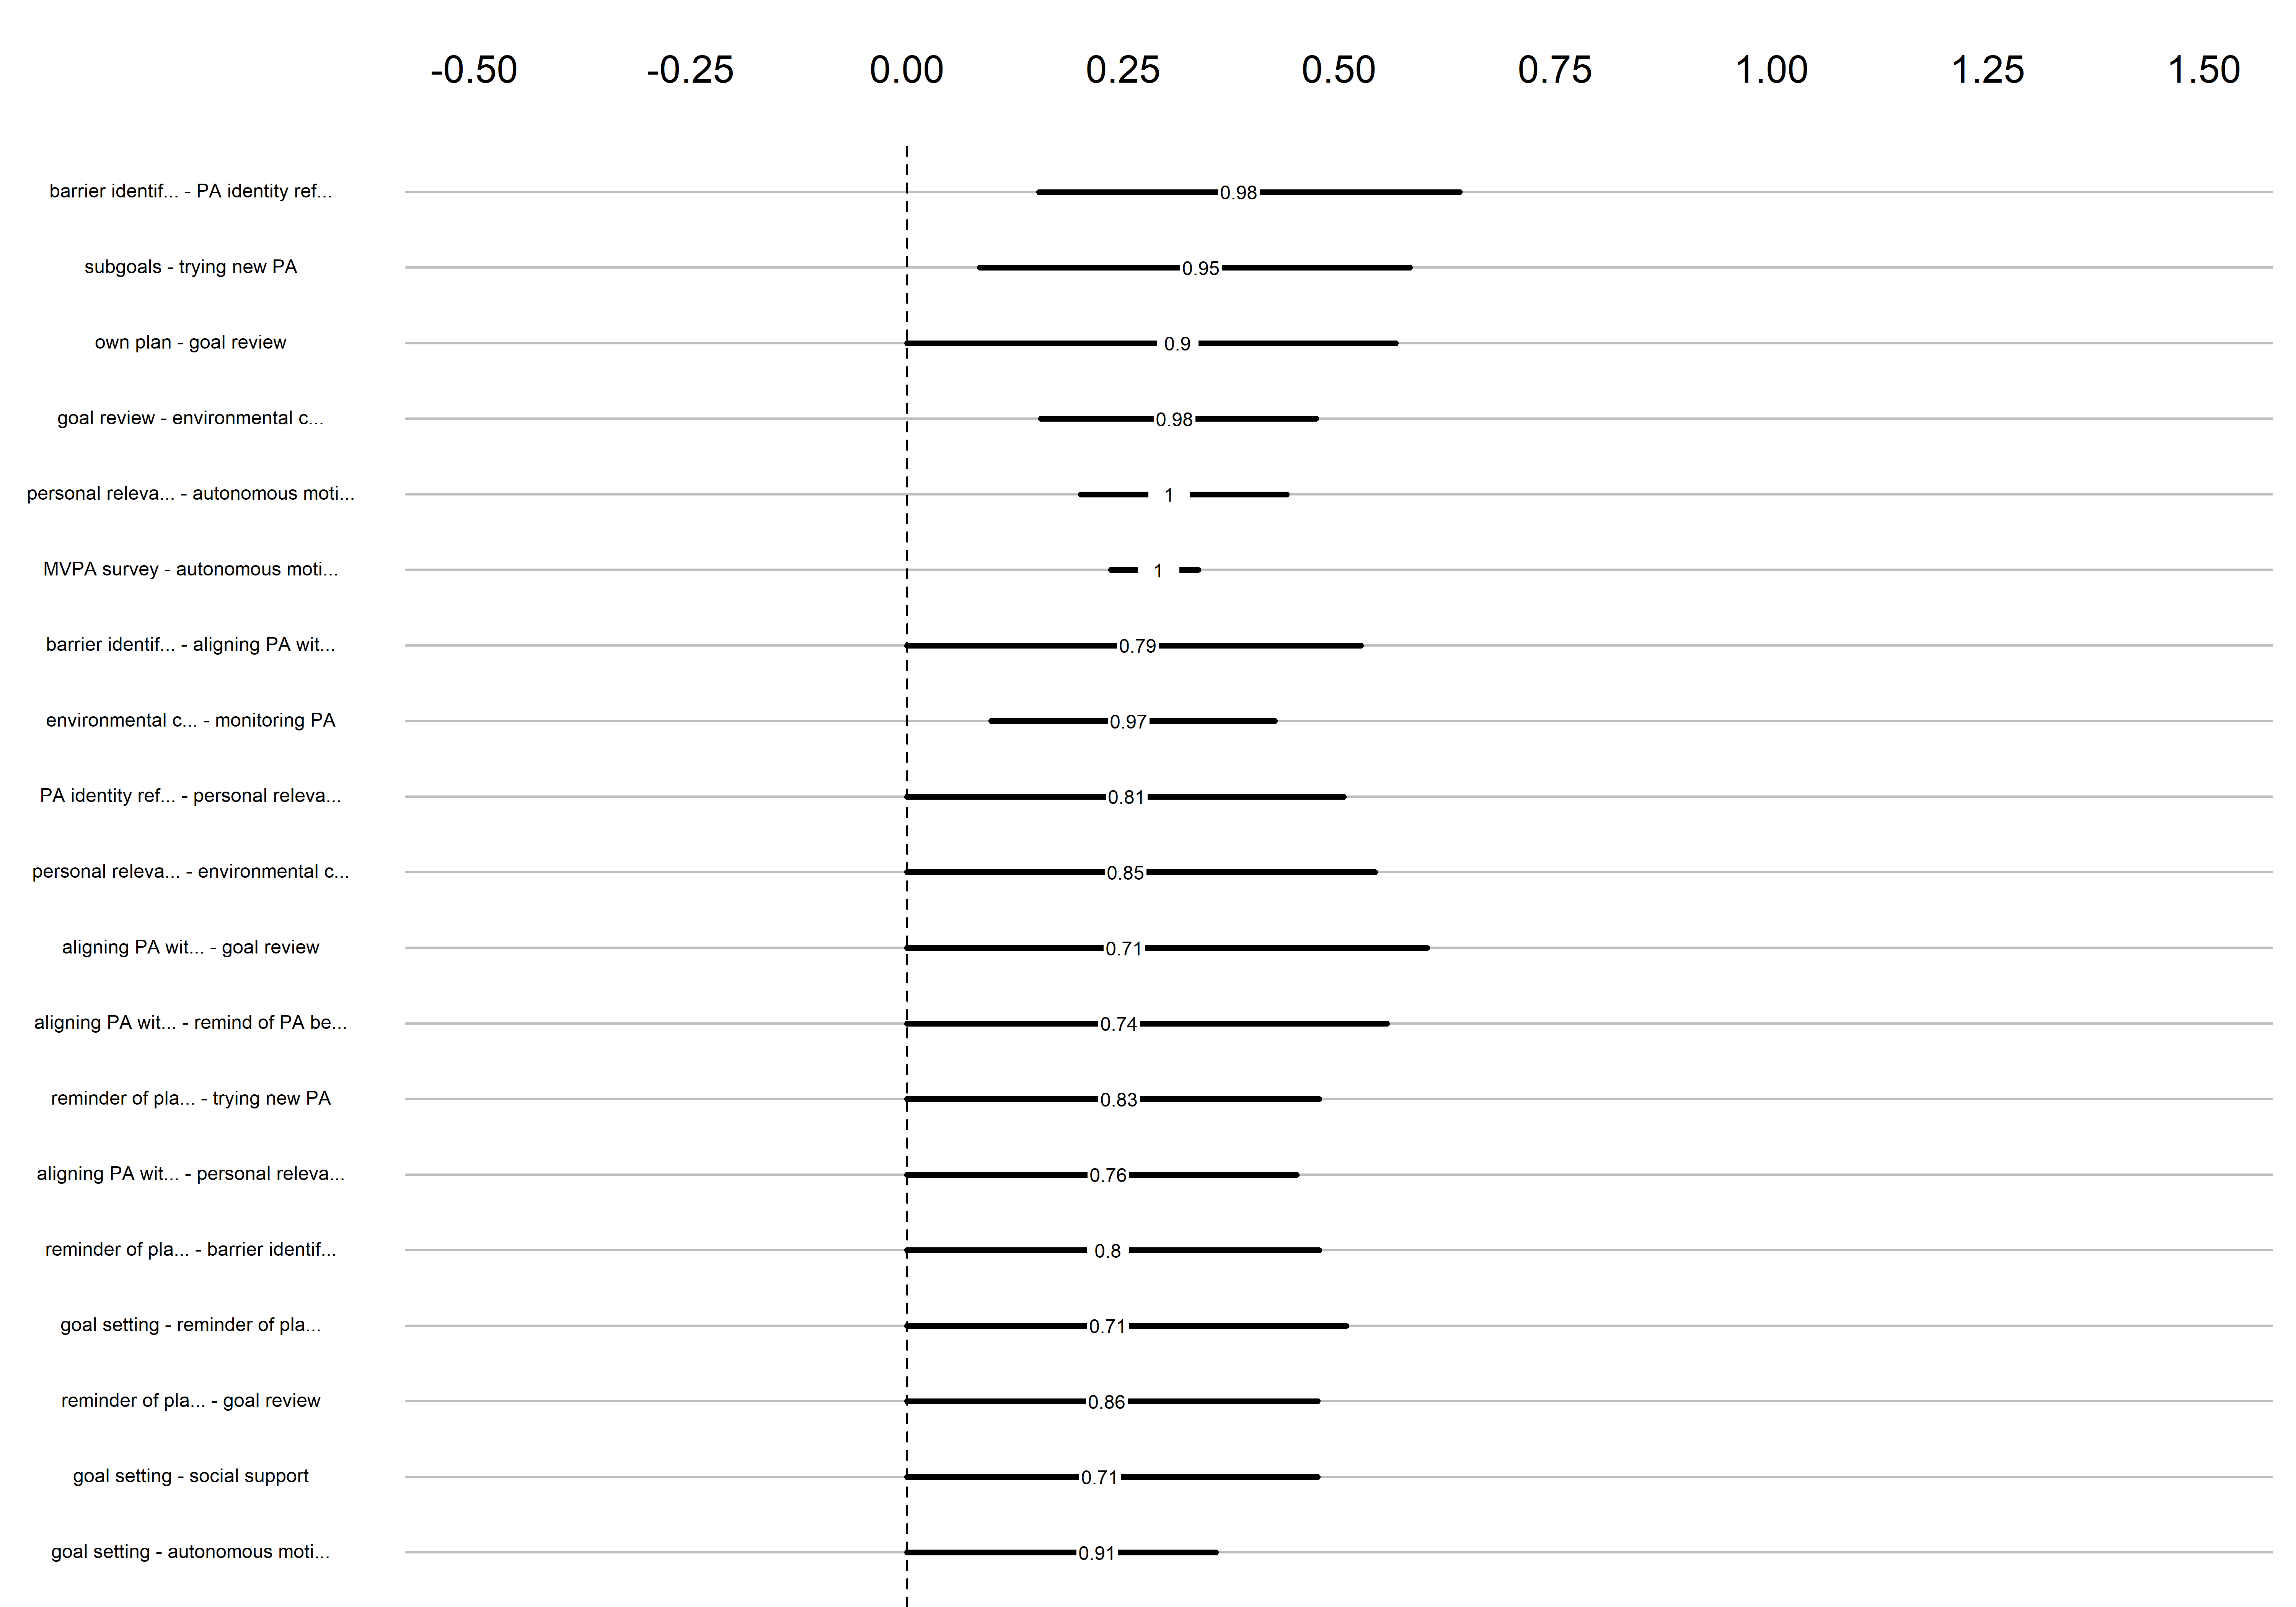 -0.50 -0.25 0.00 0.25 0.50 0.75 1.00 1.25 1.50
barrier identif... - PA identity ref... 0.98
subgoals - trying new PA 0.95
own plan - goal review 0.9
goal review - environmental c... 0.98
personal releva... - autonomous moti... 1
MVPA survey - autonomous moti... 1
barrier identif... - aligning PA wit... 0.79
environmental c... - monitoring PA 0.97
PA identity ref... - personal releva... 0.81
personal releva... - environmental c... 0.85
aligning PA wit... - goal review 0.71
aligning PA wit... - remind of PA be... 0.74
reminder of pla... - trying new PA 0.83
aligning PA wit... - personal releva... 0.76
reminder of pla... - barrier identif... 0.8
goal setting - reminder of pla... 0.71
reminder of pla... - goal review 0.86
goal setting - social support 0.71
goal setting - autonomous moti... 0.91